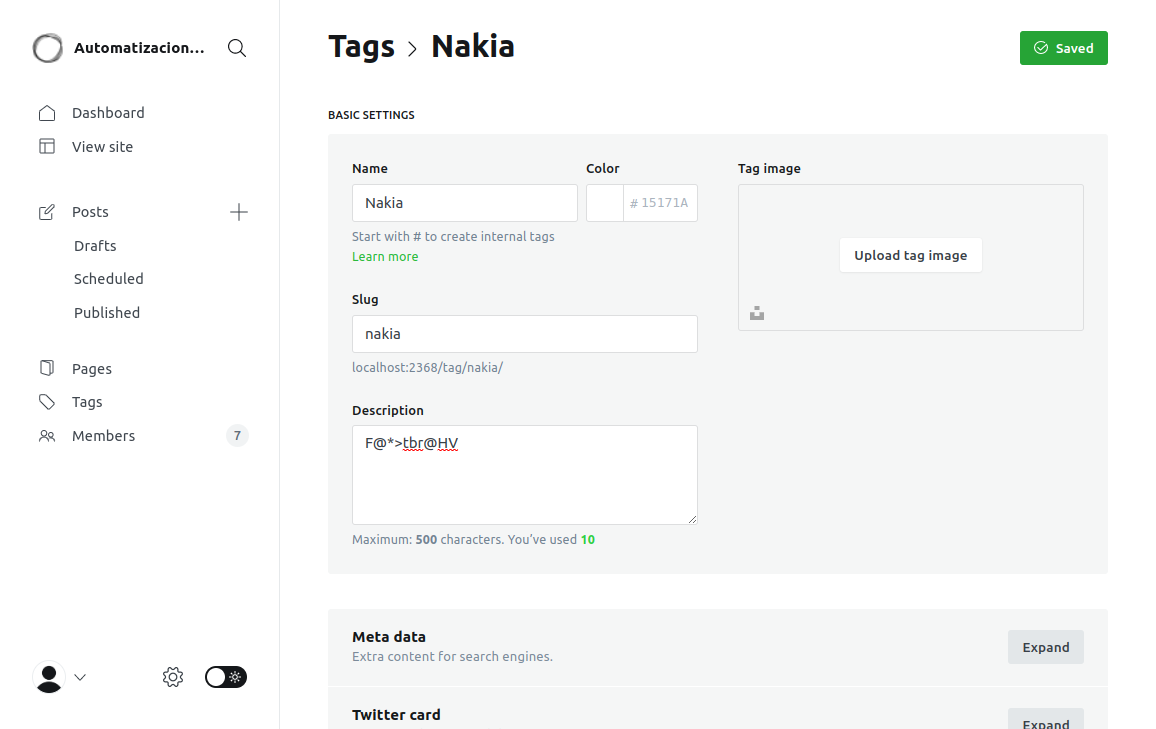 Automatizacion...
Dashboard
View site
Posts
Drafts
Scheduled
Published
Pages
Tags
Members 7
Tags > Nakia
Saved
BASIC SETTINGS
Name
Nakia
Start with # to create internal tags
Learn more
Color
# 15171A
Slug
nakia
localhost:2368/tag/nakia/
Description
F@*>tbr@HV
Maximum: 500 characters. You’ve used 10
Tag image
Upload tag image
Meta data
Extra content for search engines.
Expand
Twitter card
Expand